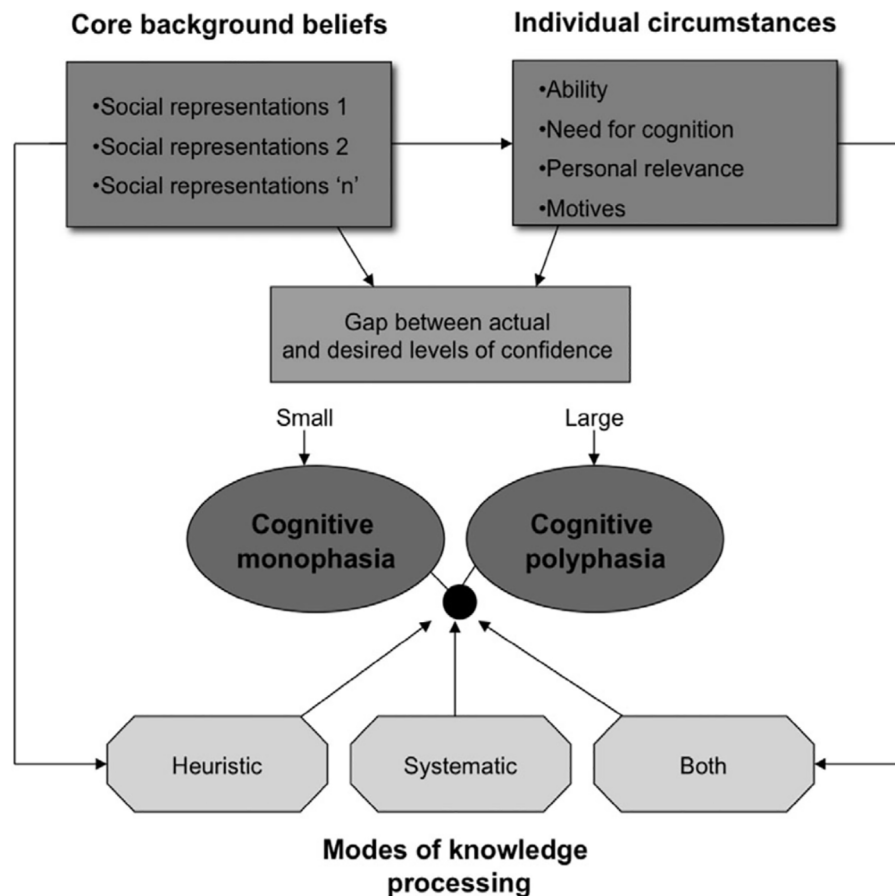 Core background beliefs
Individual circumstances
•Social representations 1
•Social representations 2
•Social representations ‘n’
•Ability
•Need for cognition
•Personal relevance
•Motives
Gap between actual
and desired levels of confidence
Small
Large
Cognitive
monophasia
Cognitive
polyphasia
Heuristic
Systematic
Both
Modes of knowledge
processing